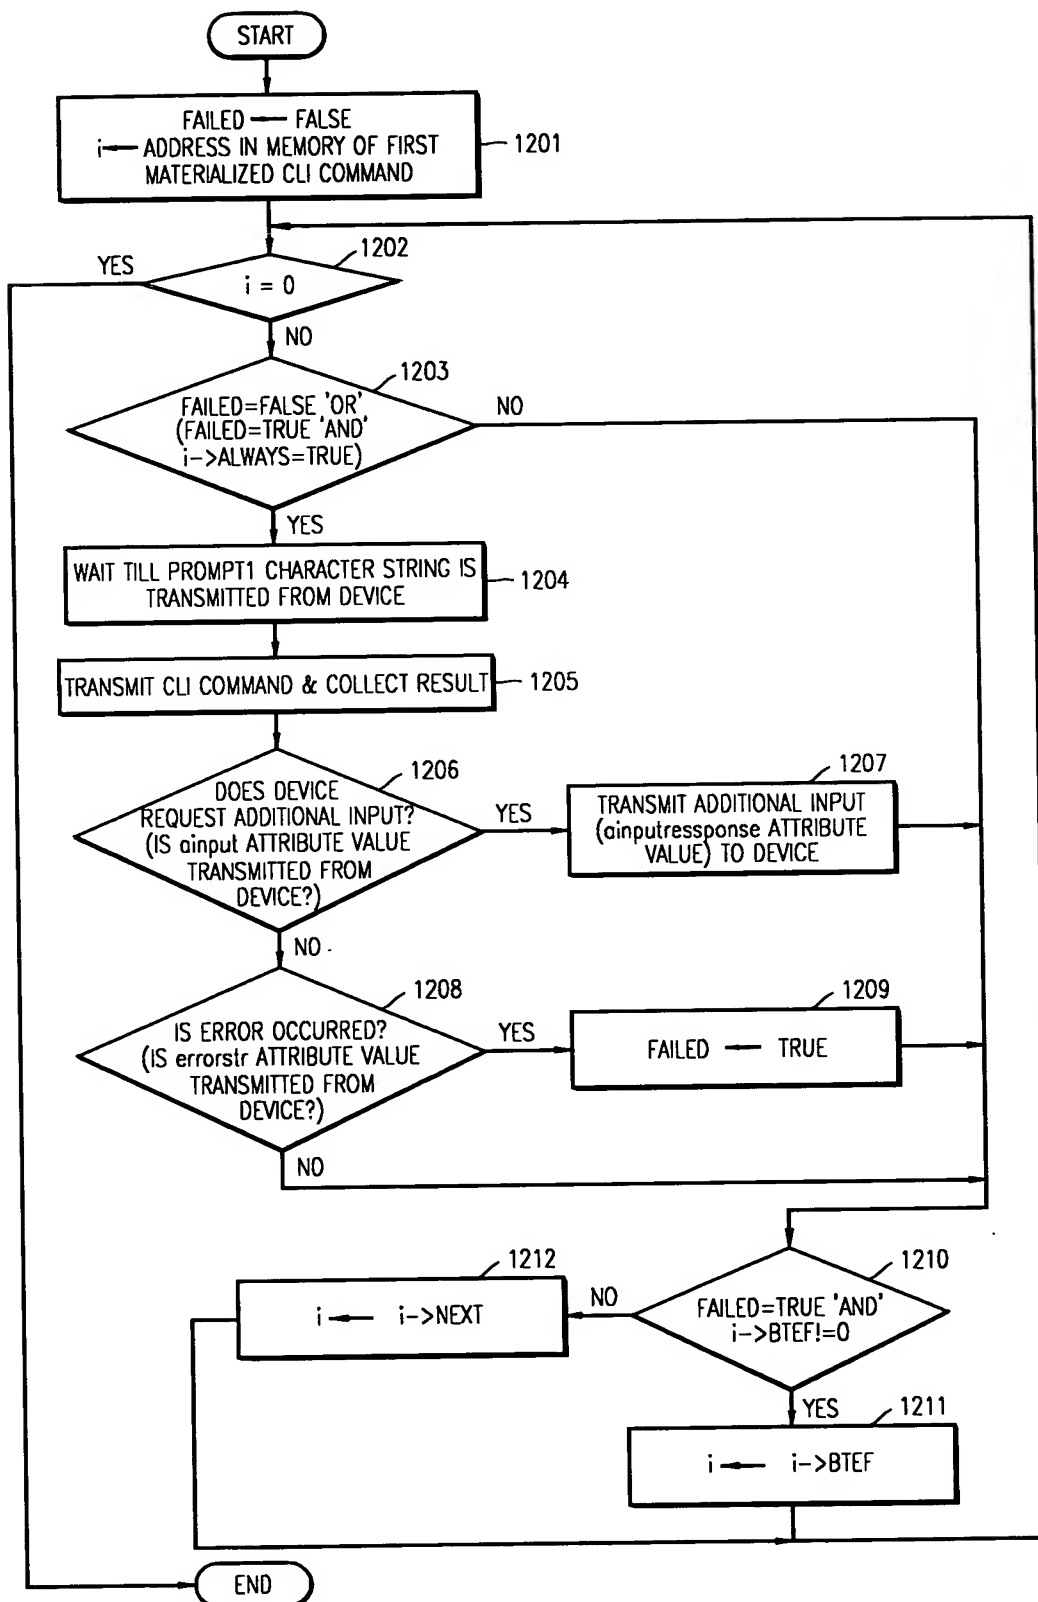 START
FAILED ← FALSE
i ← ADDRESS IN MEMORY OF FIRST
MATERIALIZED CLI COMMAND
1201
1202
YES
i = 0
NO
1203
FAILED=FALSE 'OR'
(FAILED=TRUE 'AND'
i->ALWAYS=TRUE)
NO
YES
WAIT TILL PROMPT1 CHARACTER STRING IS
TRANSMITTED FROM DEVICE
1204
TRANSMIT CLI COMMAND & COLLECT RESULT
1205
1206
DOES DEVICE
REQUEST ADDITIONAL INPUT?
(IS ainput ATTRIBUTE VALUE
TRANSMITTED FROM
DEVICE?)
YES
1207
TRANSMIT ADDITIONAL INPUT
(ainputressponse ATTRIBUTE
VALUE) TO DEVICE
NO
1208
IS ERROR OCCURRED?
(IS errorstr ATTRIBUTE VALUE
TRANSMITTED FROM
DEVICE?)
YES
1209
FAILED ← TRUE
NO
1210
FAILED=TRUE 'AND'
i->BTEF!=0
NO
1212
i ← i->NEXT
YES
1211
i ← i->BTEF
END